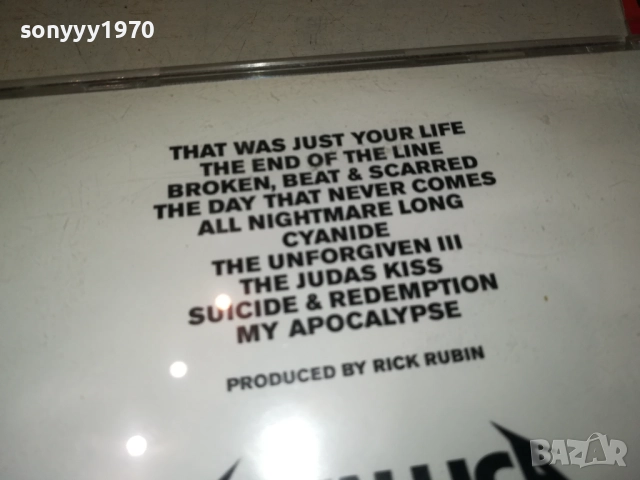 sonyyy1970
THAT WAS JUST YOUR LIFE
THE END OF THE LINE
BROKEN, BEAT & SCARRED
THE DAY THAT NEVER COMES
ALL NIGHTMARE LONG
CYANIDE
THE UNFORGIVEN III
THE JUDAS KISS
SUICIDE & REDEMPTION
MY APOCALYPSE
PRODUCED BY RICK RUBIN
BAZAR
bg